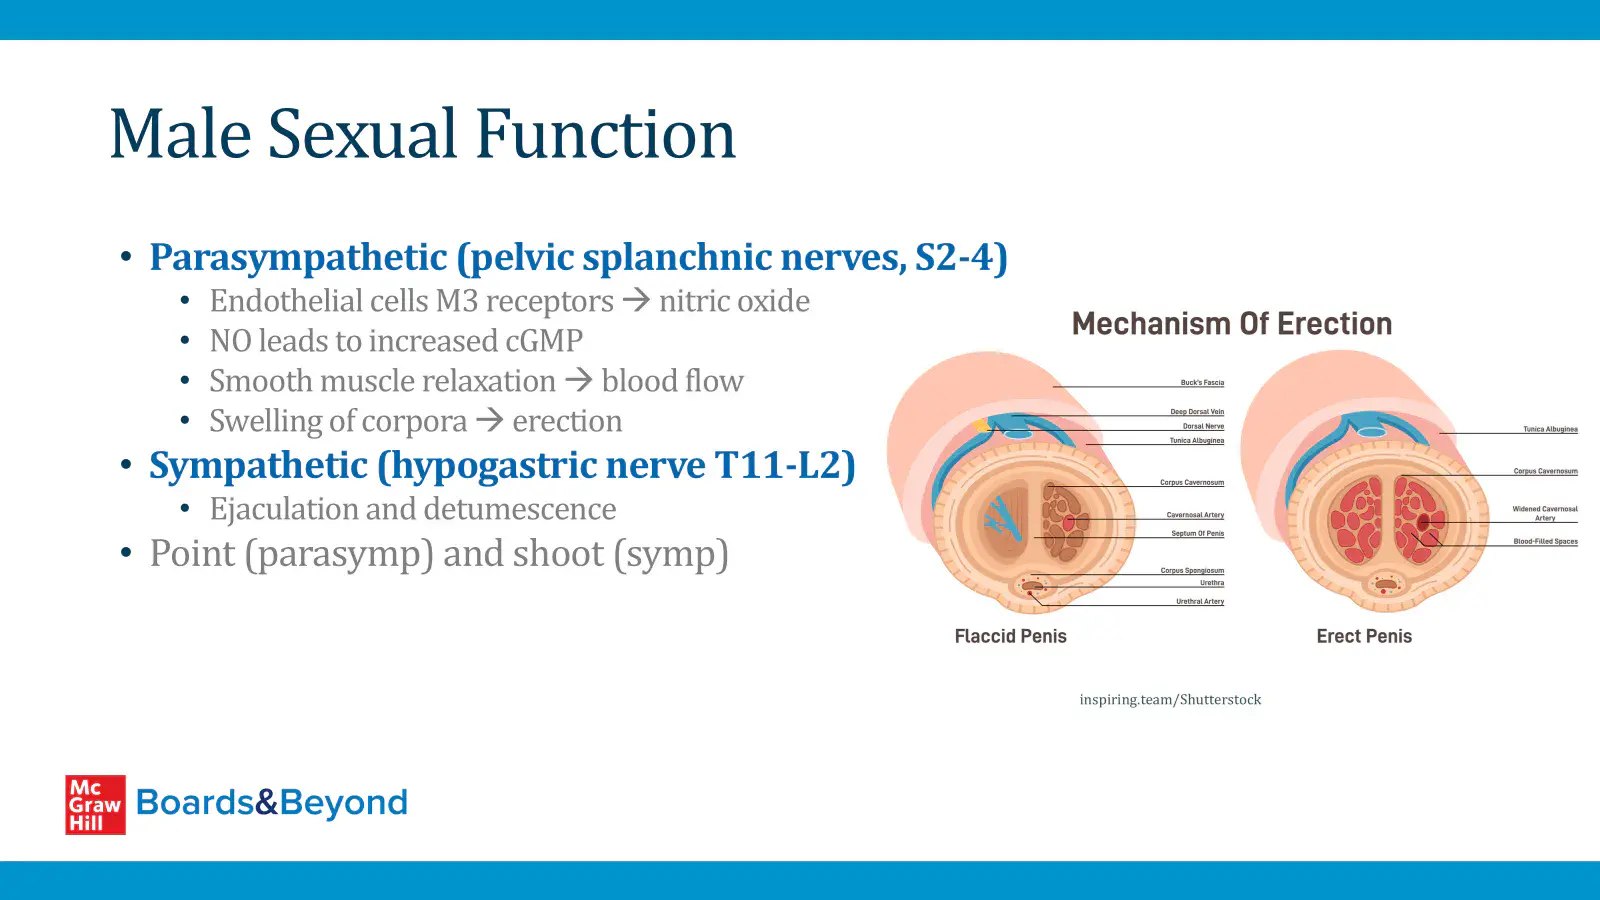 Male Sexual Function
• Parasympathetic (pelvic splanchnic nerves, S2-4)
• Endothelial cells M3 receptors → nitric oxide
• NO leads to increased cGMP
• Smooth muscle relaxation → blood flow
• Swelling of corpora → erection
• Sympathetic (hypogastric nerve T11-L2)
• Ejaculation and detumescence
• Point (parasymp) and shoot (symp)
Mechanism Of Erection
Buck's Fascia
Deep Dorsal Vein
Dorsal Nerve
Tunica Albuginea
Corpus Cavernosum
Cavernosal Artery
Septum Of Penis
Corpus Spongiosum
Urethra
Urethral Artery
Flaccid Penis
Tunica Albuginea
Corpus Cavernosum
Widened Cavernosal
Artery
Blood-Filled Spaces
Erect Penis
inspiring.team/Shutterstock
Mc
Graw
Hill
Boards&Beyond